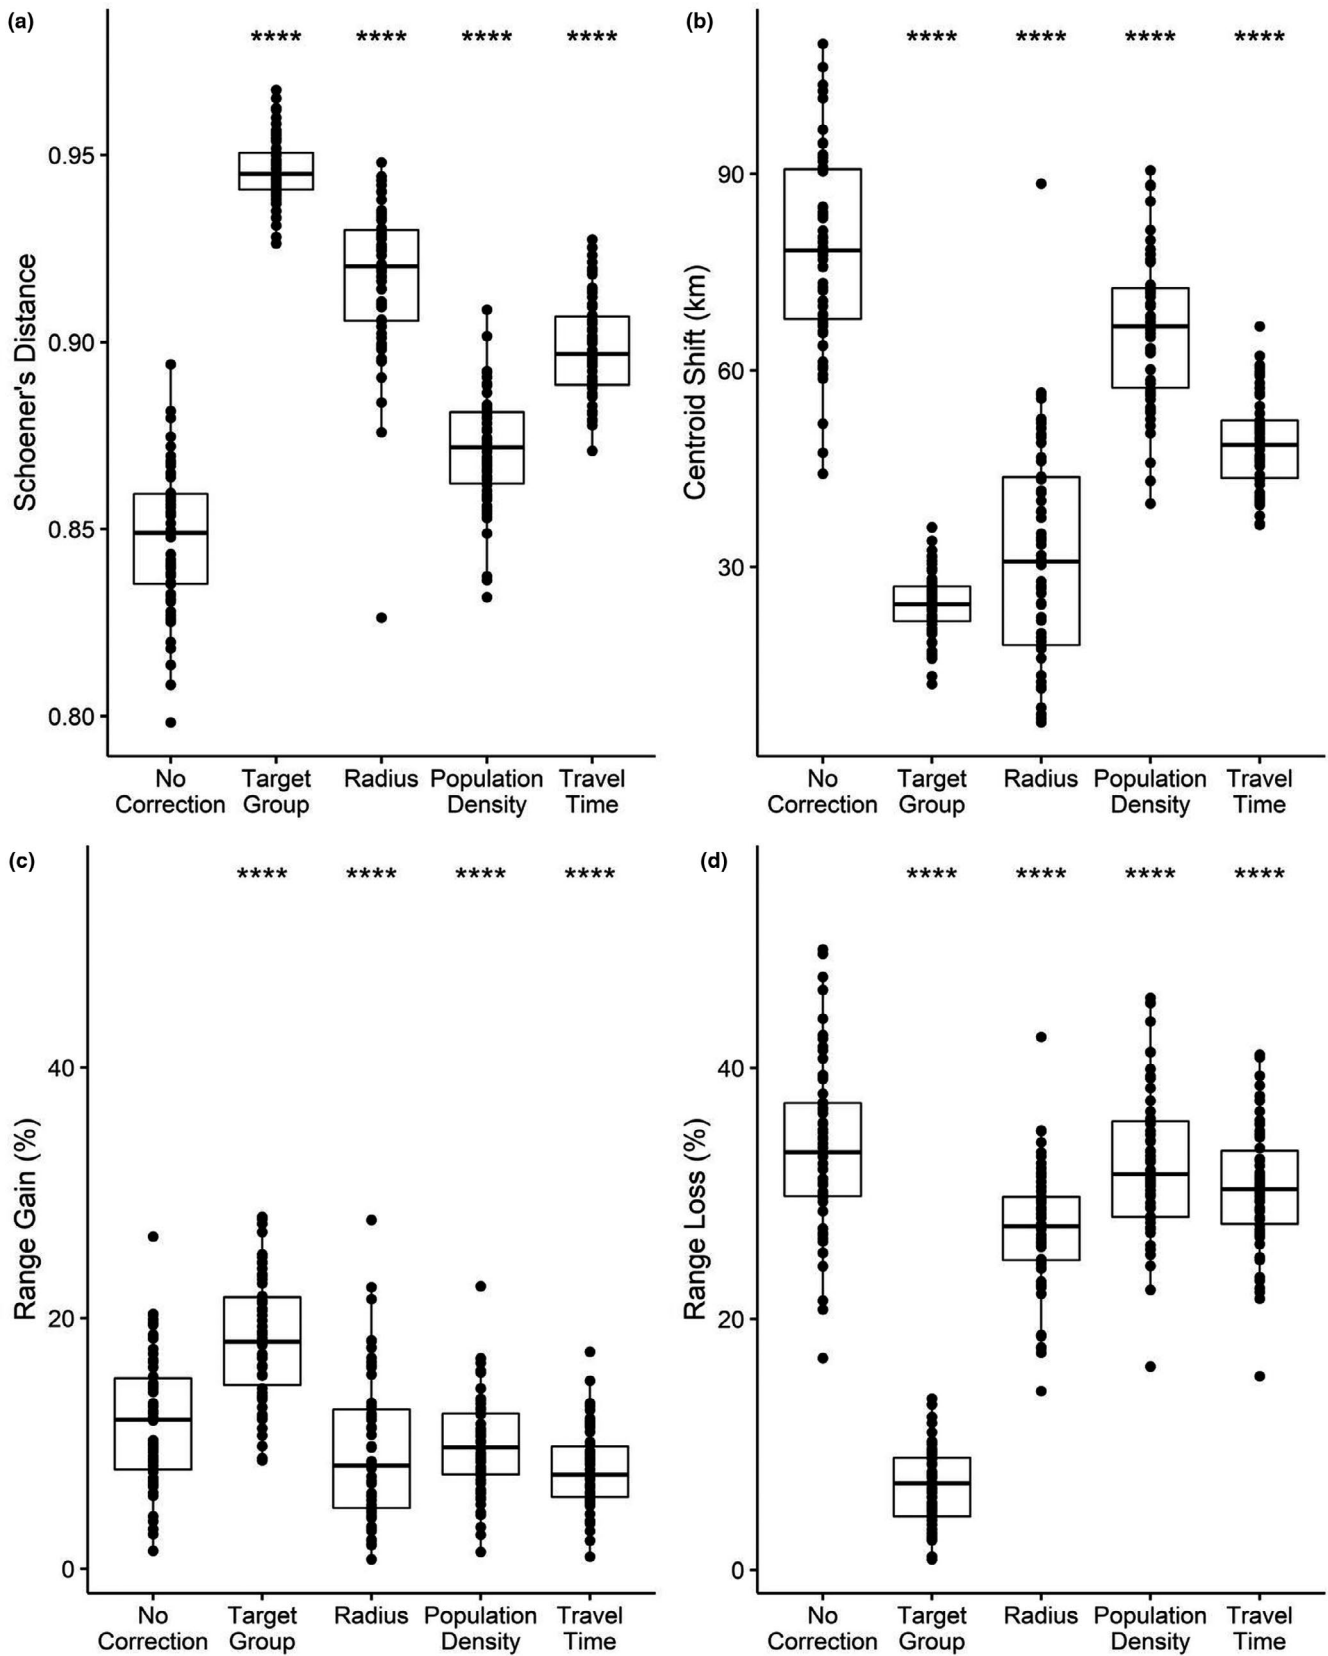 (a)
**** **** **** ****
Schoener's Distance
0.95
0.90
0.85
0.80
No Correction
Target Group
Radius
Population Density
Travel Time
(b)
**** **** **** ****
Centroid Shift (km)
90
60
30
No Correction
Target Group
Radius
Population Density
Travel Time
(c)
**** **** **** ****
Range Gain (%)
40
20
0
No Correction
Target Group
Radius
Population Density
Travel Time
(d)
**** **** **** ****
Range Loss (%)
40
20
0
No Correction
Target Group
Radius
Population Density
Travel Time